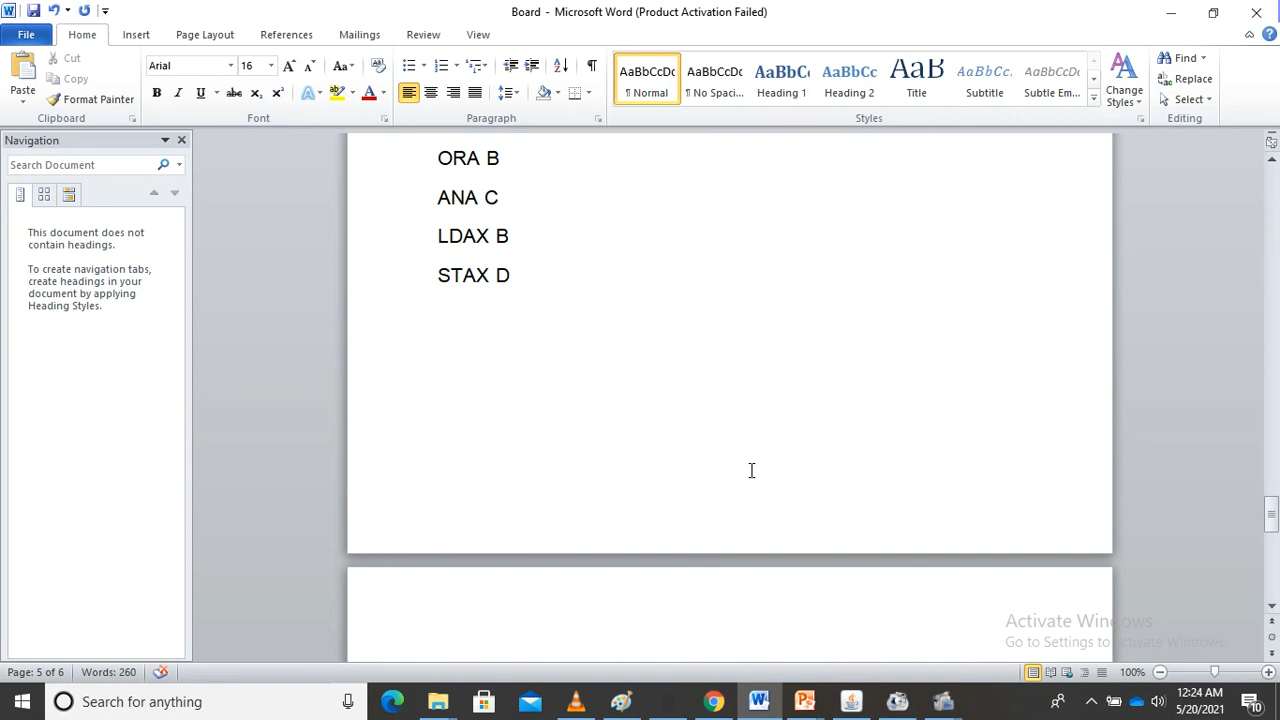 Board - Microsoft Word (Product Activation Failed)
File Home Insert Page Layout References Mailings Review View
Paste
Cut
Copy
Format Painter
Clipboard
Arial 16
Font
Paragraph
AaBbCcDc AaBbCcDc AaBbCc AaBbCc AaB AaBbCcL AaBbCcDc
¶ Normal ¶ No Spaci... Heading 1 Heading 2 Title Subtitle Subtle Em...
Change Styles
Styles
Find
Replace
Select
Editing
Navigation
Search Document
This document does not
contain headings.
To create navigation tabs,
create headings in your
document by applying
Heading Styles.
ORA B
ANA C
LDAX B
STAX D
Activate Windows
Go to Settings to activate Windows.
Page: 5 of 6 Words: 260 100%
Search for anything
12:24 AM
5/20/2021
10